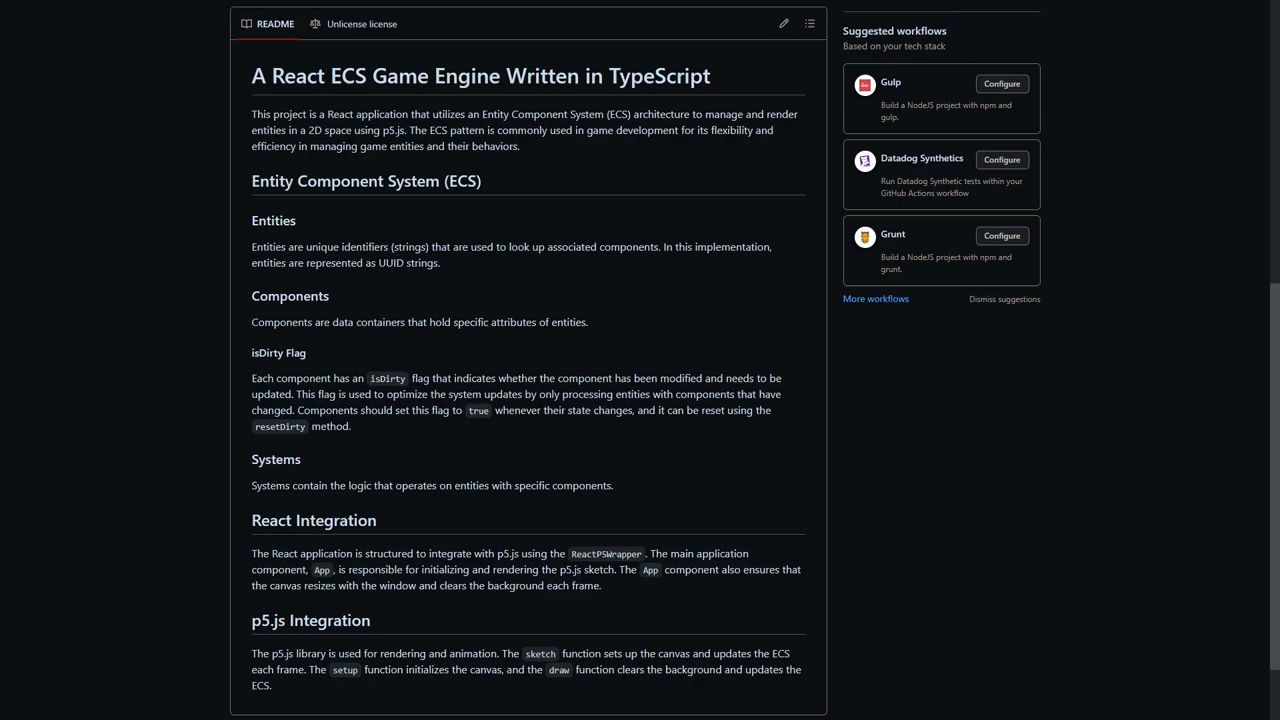 README
Unlicense license
A React ECS Game Engine Written in TypeScript
This project is a React application that utilizes an Entity Component System (ECS) architecture to manage and render
entities in a 2D space using p5.js. The ECS pattern is commonly used in game development for its flexibility and
efficiency in managing game entities and their behaviors.
Entity Component System (ECS)
Entities
Entities are unique identifiers (strings) that are used to look up associated components. In this implementation,
entities are represented as UUID strings.
Components
Components are data containers that hold specific attributes of entities.
isDirty Flag
Each component has an isDirty flag that indicates whether the component has been modified and needs to be
updated. This flag is used to optimize the system updates by only processing entities with components that have
changed. Components should set this flag to true whenever their state changes, and it can be reset using the
resetDirty method.
Systems
Systems contain the logic that operates on entities with specific components.
React Integration
The React application is structured to integrate with p5.js using the ReactP5Wrapper. The main application
component, App, is responsible for initializing and rendering the p5.js sketch. The App component also ensures that
the canvas resizes with the window and clears the background each frame.
p5.js Integration
The p5.js library is used for rendering and animation. The sketch function sets up the canvas and updates the ECS
each frame. The setup function initializes the canvas, and the draw function clears the background and updates the
ECS.
Suggested workflows
Based on your tech stack
Gulp
Configure
Build a NodeJS project with npm and
gulp.
Datadog Synthetics
Configure
Run Datadog Synthetic tests within your
GitHub Actions workflow
Grunt
Configure
Build a NodeJS project with npm and
grunt.
More workflows
Dismiss suggestions